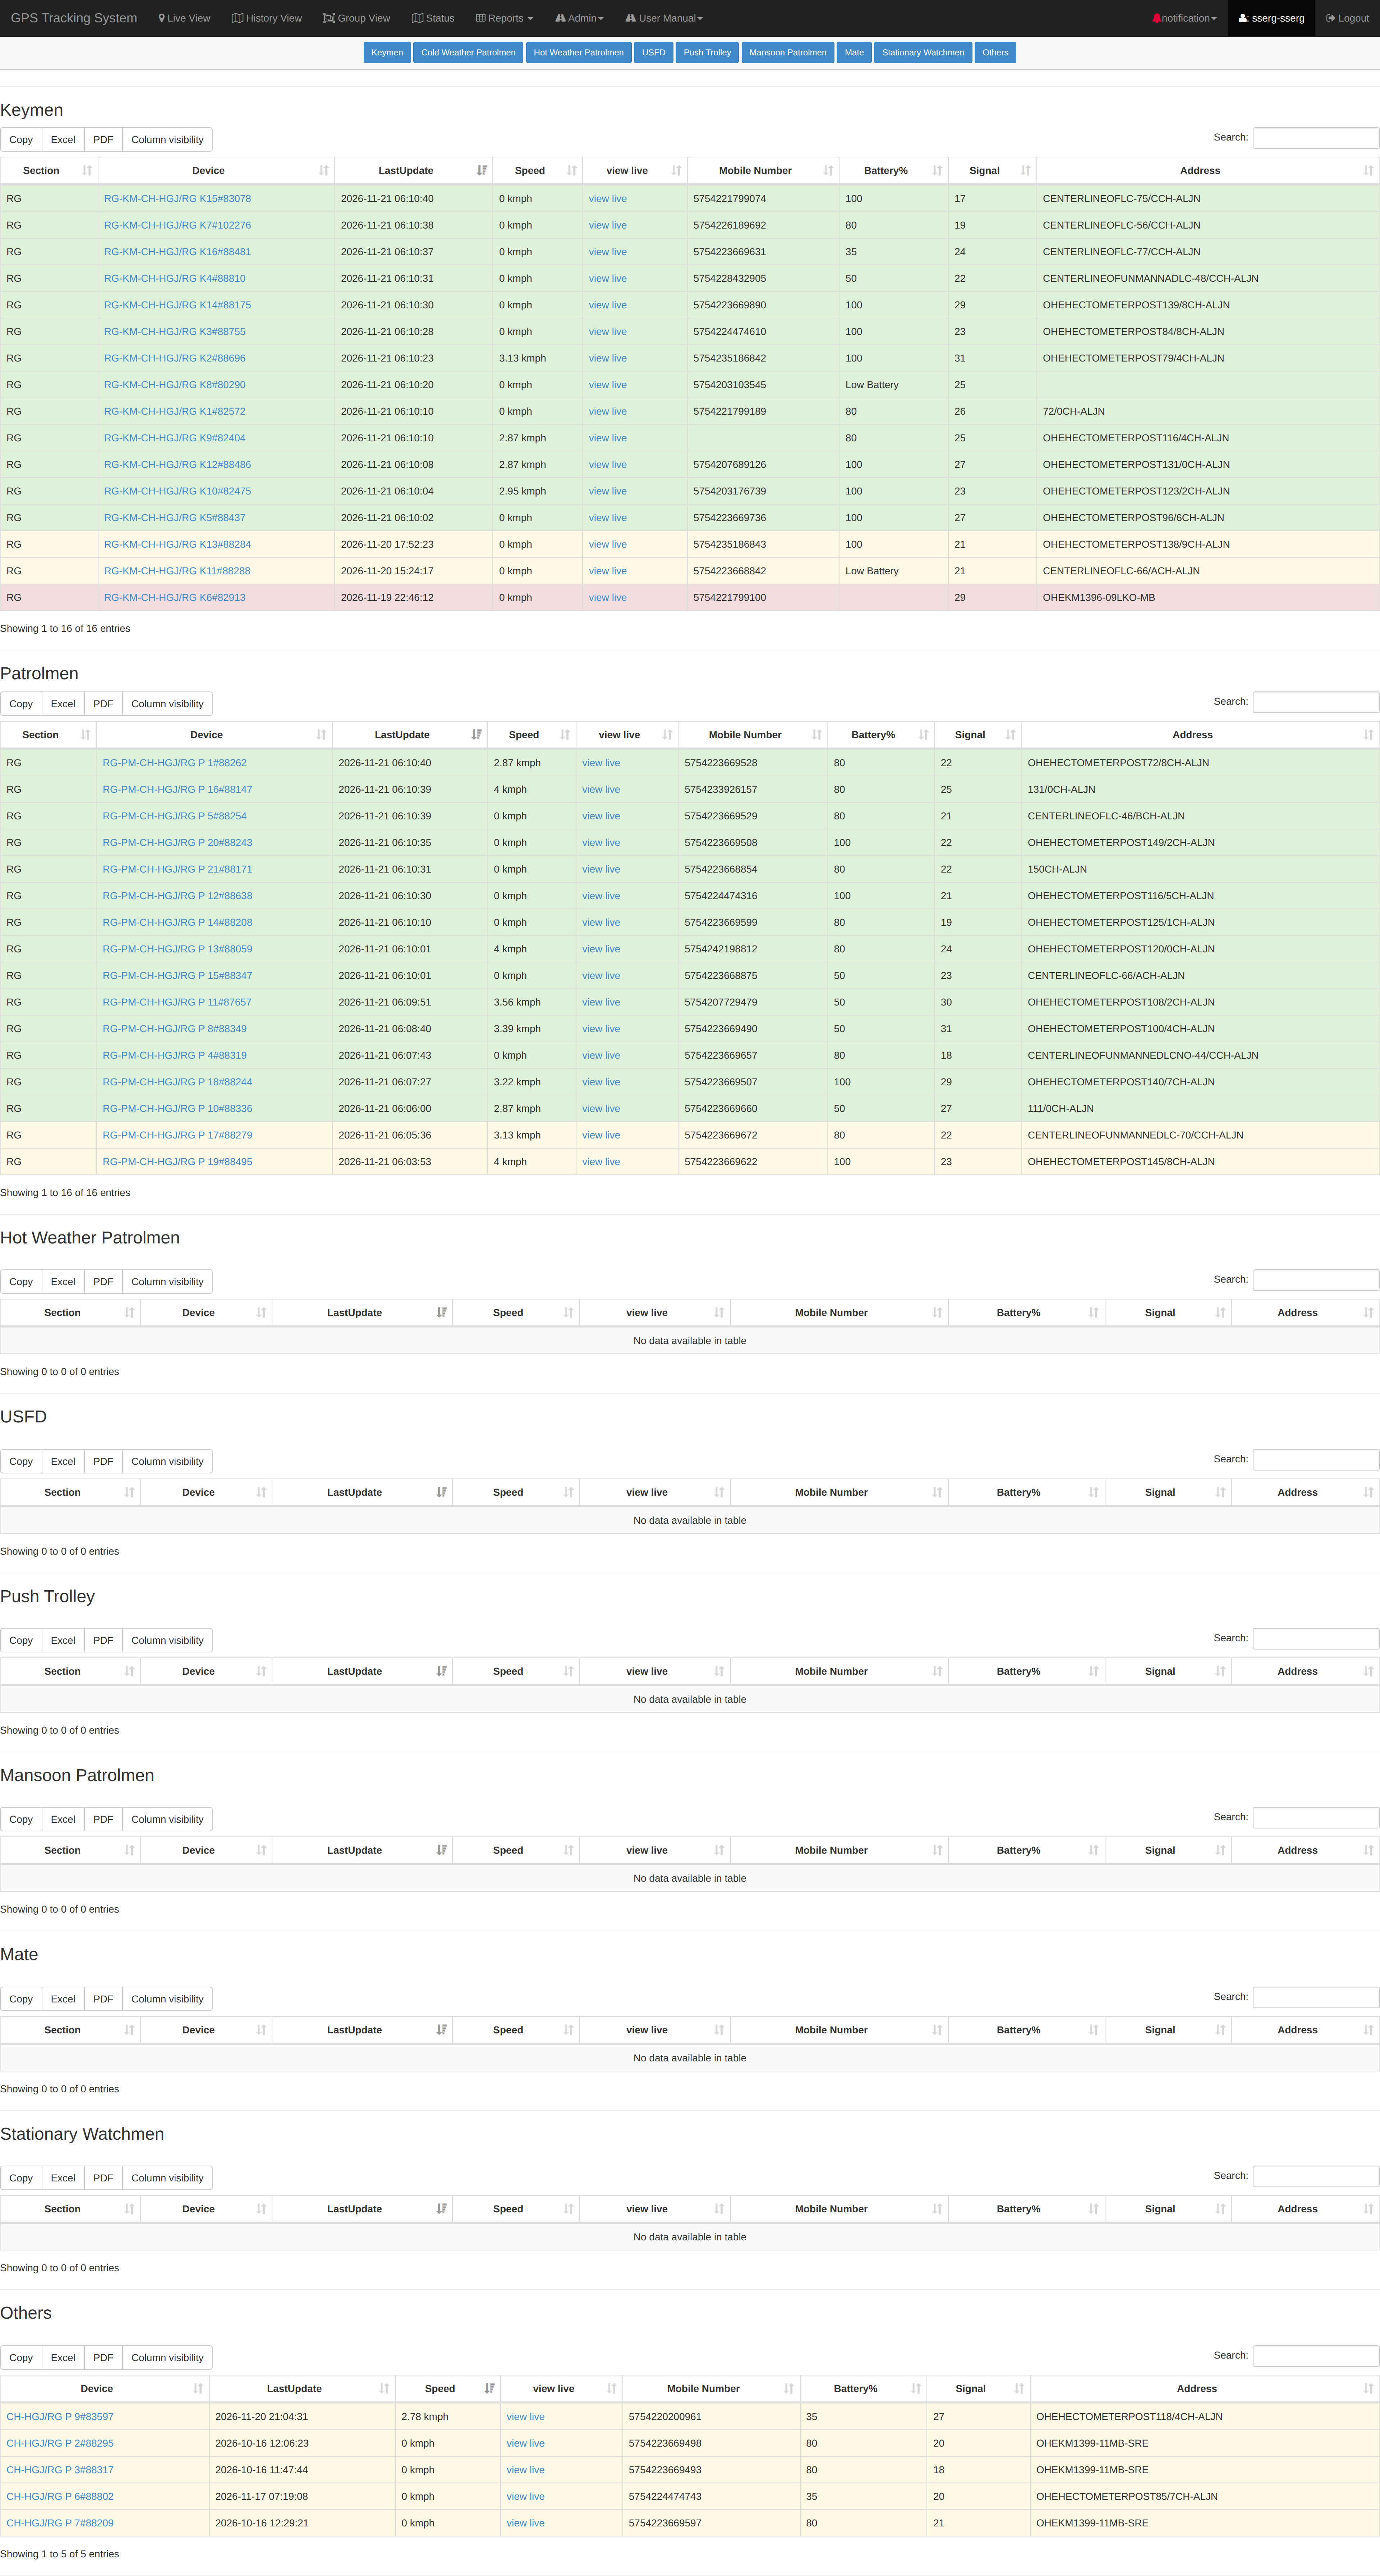 GPS Tracking System Live View History View Group View Status Reports Admin User Manual notification : sserg-sserg Logout
Keymen Cold Weather Patrolmen Hot Weather Patrolmen USFD Push Trolley Mansoon Patrolmen Mate Stationary Watchmen Others
Keymen
Copy Excel PDF Column visibility Search:
Section Device LastUpdate Speed view live Mobile Number Battery% Signal Address
RG RG-KM-CH-HGJ/RG K15#83078 2026-11-21 06:10:40 0 kmph view live 5754221799074 100 17 CENTERLINEOFLC-75/CCH-ALJN
RG RG-KM-CH-HGJ/RG K7#102276 2026-11-21 06:10:38 0 kmph view live 5754226189692 80 19 CENTERLINEOFLC-56/CCH-ALJN
RG RG-KM-CH-HGJ/RG K16#88481 2026-11-21 06:10:37 0 kmph view live 5754223669631 35 24 CENTERLINEOFLC-77/CCH-ALJN
RG RG-KM-CH-HGJ/RG K4#88810 2026-11-21 06:10:31 0 kmph view live 5754228432905 50 22 CENTERLINEOFUNMANNADLC-48/CCH-ALJN
RG RG-KM-CH-HGJ/RG K14#88175 2026-11-21 06:10:30 0 kmph view live 5754223669890 100 29 OHEHECTOMETERPOST139/8CH-ALJN
RG RG-KM-CH-HGJ/RG K3#88755 2026-11-21 06:10:28 0 kmph view live 5754224474610 100 23 OHEHECTOMETERPOST84/8CH-ALJN
RG RG-KM-CH-HGJ/RG K2#88696 2026-11-21 06:10:23 3.13 kmph view live 5754235186842 100 31 OHEHECTOMETERPOST79/4CH-ALJN
RG RG-KM-CH-HGJ/RG K8#80290 2026-11-21 06:10:20 0 kmph view live 5754203103545 Low Battery 25
RG RG-KM-CH-HGJ/RG K1#82572 2026-11-21 06:10:10 0 kmph view live 5754221799189 80 26 72/0CH-ALJN
RG RG-KM-CH-HGJ/RG K9#82404 2026-11-21 06:10:10 2.87 kmph view live 80 25 OHEHECTOMETERPOST116/4CH-ALJN
RG RG-KM-CH-HGJ/RG K12#88486 2026-11-21 06:10:08 2.87 kmph view live 5754207689126 100 27 OHEHECTOMETERPOST131/0CH-ALJN
RG RG-KM-CH-HGJ/RG K10#82475 2026-11-21 06:10:04 2.95 kmph view live 5754203176739 100 23 OHEHECTOMETERPOST123/2CH-ALJN
RG RG-KM-CH-HGJ/RG K5#88437 2026-11-21 06:10:02 0 kmph view live 5754223669736 100 27 OHEHECTOMETERPOST96/6CH-ALJN
RG RG-KM-CH-HGJ/RG K13#88284 2026-11-20 17:52:23 0 kmph view live 5754235186843 100 21 OHEHECTOMETERPOST138/9CH-ALJN
RG RG-KM-CH-HGJ/RG K11#88288 2026-11-20 15:24:17 0 kmph view live 5754223668842 Low Battery 21 CENTERLINEOFLC-66/ACH-ALJN
RG RG-KM-CH-HGJ/RG K6#82913 2026-11-19 22:46:12 0 kmph view live 5754221799100 29 OHEKM1396-09LKO-MB
Showing 1 to 16 of 16 entries
Patrolmen
Copy Excel PDF Column visibility Search:
Section Device LastUpdate Speed view live Mobile Number Battery% Signal Address
RG RG-PM-CH-HGJ/RG P 1#88262 2026-11-21 06:10:40 2.87 kmph view live 5754223669528 80 22 OHEHECTOMETERPOST72/8CH-ALJN
RG RG-PM-CH-HGJ/RG P 16#88147 2026-11-21 06:10:39 4 kmph view live 5754233926157 80 25 131/0CH-ALJN
RG RG-PM-CH-HGJ/RG P 5#88254 2026-11-21 06:10:39 0 kmph view live 5754223669529 80 21 CENTERLINEOFLC-46/BCH-ALJN
RG RG-PM-CH-HGJ/RG P 20#88243 2026-11-21 06:10:35 0 kmph view live 5754223669508 100 22 OHEHECTOMETERPOST149/2CH-ALJN
RG RG-PM-CH-HGJ/RG P 21#88171 2026-11-21 06:10:31 0 kmph view live 5754223668854 80 22 150CH-ALJN
RG RG-PM-CH-HGJ/RG P 12#88638 2026-11-21 06:10:30 0 kmph view live 5754224474316 100 21 OHEHECTOMETERPOST116/5CH-ALJN
RG RG-PM-CH-HGJ/RG P 14#88208 2026-11-21 06:10:10 0 kmph view live 5754223669599 80 19 OHEHECTOMETERPOST125/1CH-ALJN
RG RG-PM-CH-HGJ/RG P 13#88059 2026-11-21 06:10:01 4 kmph view live 5754242198812 80 24 OHEHECTOMETERPOST120/0CH-ALJN
RG RG-PM-CH-HGJ/RG P 15#88347 2026-11-21 06:10:01 0 kmph view live 5754223668875 50 23 CENTERLINEOFLC-66/ACH-ALJN
RG RG-PM-CH-HGJ/RG P 11#87657 2026-11-21 06:09:51 3.56 kmph view live 5754207729479 50 30 OHEHECTOMETERPOST108/2CH-ALJN
RG RG-PM-CH-HGJ/RG P 8#88349 2026-11-21 06:08:40 3.39 kmph view live 5754223669490 50 31 OHEHECTOMETERPOST100/4CH-ALJN
RG RG-PM-CH-HGJ/RG P 4#88319 2026-11-21 06:07:43 0 kmph view live 5754223669657 80 18 CENTERLINEOFUNMANNEDLCNO-44/CCH-ALJN
RG RG-PM-CH-HGJ/RG P 18#88244 2026-11-21 06:07:27 3.22 kmph view live 5754223669507 100 29 OHEHECTOMETERPOST140/7CH-ALJN
RG RG-PM-CH-HGJ/RG P 10#88336 2026-11-21 06:06:00 2.87 kmph view live 5754223669660 50 27 111/0CH-ALJN
RG RG-PM-CH-HGJ/RG P 17#88279 2026-11-21 06:05:36 3.13 kmph view live 5754223669672 80 22 CENTERLINEOFUNMANNEDLC-70/CCH-ALJN
RG RG-PM-CH-HGJ/RG P 19#88495 2026-11-21 06:03:53 4 kmph view live 5754223669622 100 23 OHEHECTOMETERPOST145/8CH-ALJN
Showing 1 to 16 of 16 entries
Hot Weather Patrolmen
Copy Excel PDF Column visibility Search:
Section Device LastUpdate Speed view live Mobile Number Battery% Signal Address
No data available in table
Showing 0 to 0 of 0 entries
USFD
Copy Excel PDF Column visibility Search:
Section Device LastUpdate Speed view live Mobile Number Battery% Signal Address
No data available in table
Showing 0 to 0 of 0 entries
Push Trolley
Copy Excel PDF Column visibility Search:
Section Device LastUpdate Speed view live Mobile Number Battery% Signal Address
No data available in table
Showing 0 to 0 of 0 entries
Mansoon Patrolmen
Copy Excel PDF Column visibility Search:
Section Device LastUpdate Speed view live Mobile Number Battery% Signal Address
No data available in table
Showing 0 to 0 of 0 entries
Mate
Copy Excel PDF Column visibility Search:
Section Device LastUpdate Speed view live Mobile Number Battery% Signal Address
No data available in table
Showing 0 to 0 of 0 entries
Stationary Watchmen
Copy Excel PDF Column visibility Search:
Section Device LastUpdate Speed view live Mobile Number Battery% Signal Address
No data available in table
Showing 0 to 0 of 0 entries
Others
Copy Excel PDF Column visibility Search:
Device LastUpdate Speed view live Mobile Number Battery% Signal Address
CH-HGJ/RG P 9#83597 2026-11-20 21:04:31 2.78 kmph view live 5754220200961 35 27 OHEHECTOMETERPOST118/4CH-ALJN
CH-HGJ/RG P 2#88295 2026-10-16 12:06:23 0 kmph view live 5754223669498 80 20 OHEKM1399-11MB-SRE
CH-HGJ/RG P 3#88317 2026-10-16 11:47:44 0 kmph view live 5754223669493 80 18 OHEKM1399-11MB-SRE
CH-HGJ/RG P 6#88802 2026-11-17 07:19:08 0 kmph view live 5754224474743 35 20 OHEHECTOMETERPOST85/7CH-ALJN
CH-HGJ/RG P 7#88209 2026-10-16 12:29:21 0 kmph view live 5754223669597 80 21 OHEKM1399-11MB-SRE
Showing 1 to 5 of 5 entries